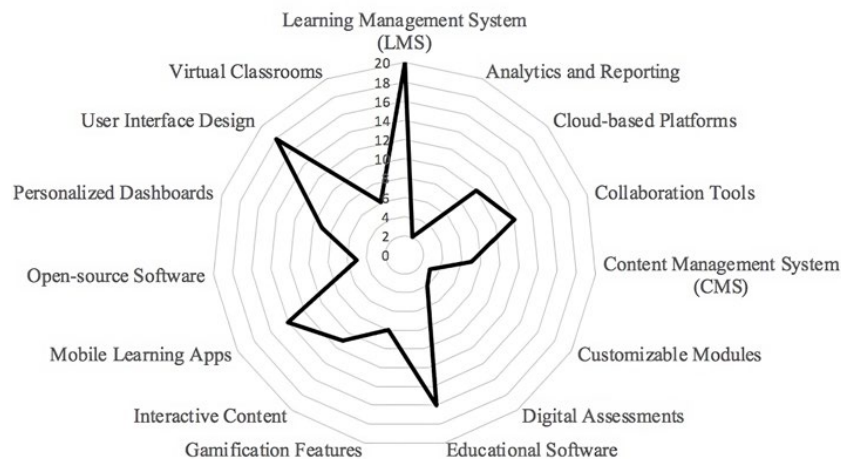 Learning Management System
(LMS)
Virtual Classrooms
Analytics and Reporting
User Interface Design
Cloud-based Platforms
Personalized Dashboards
Collaboration Tools
Open-source Software
Content Management System
(CMS)
Mobile Learning Apps
Customizable Modules
Interactive Content
Digital Assessments
Gamification Features
Educational Software
20
18
16
14
12
10
8
6
4
2
0